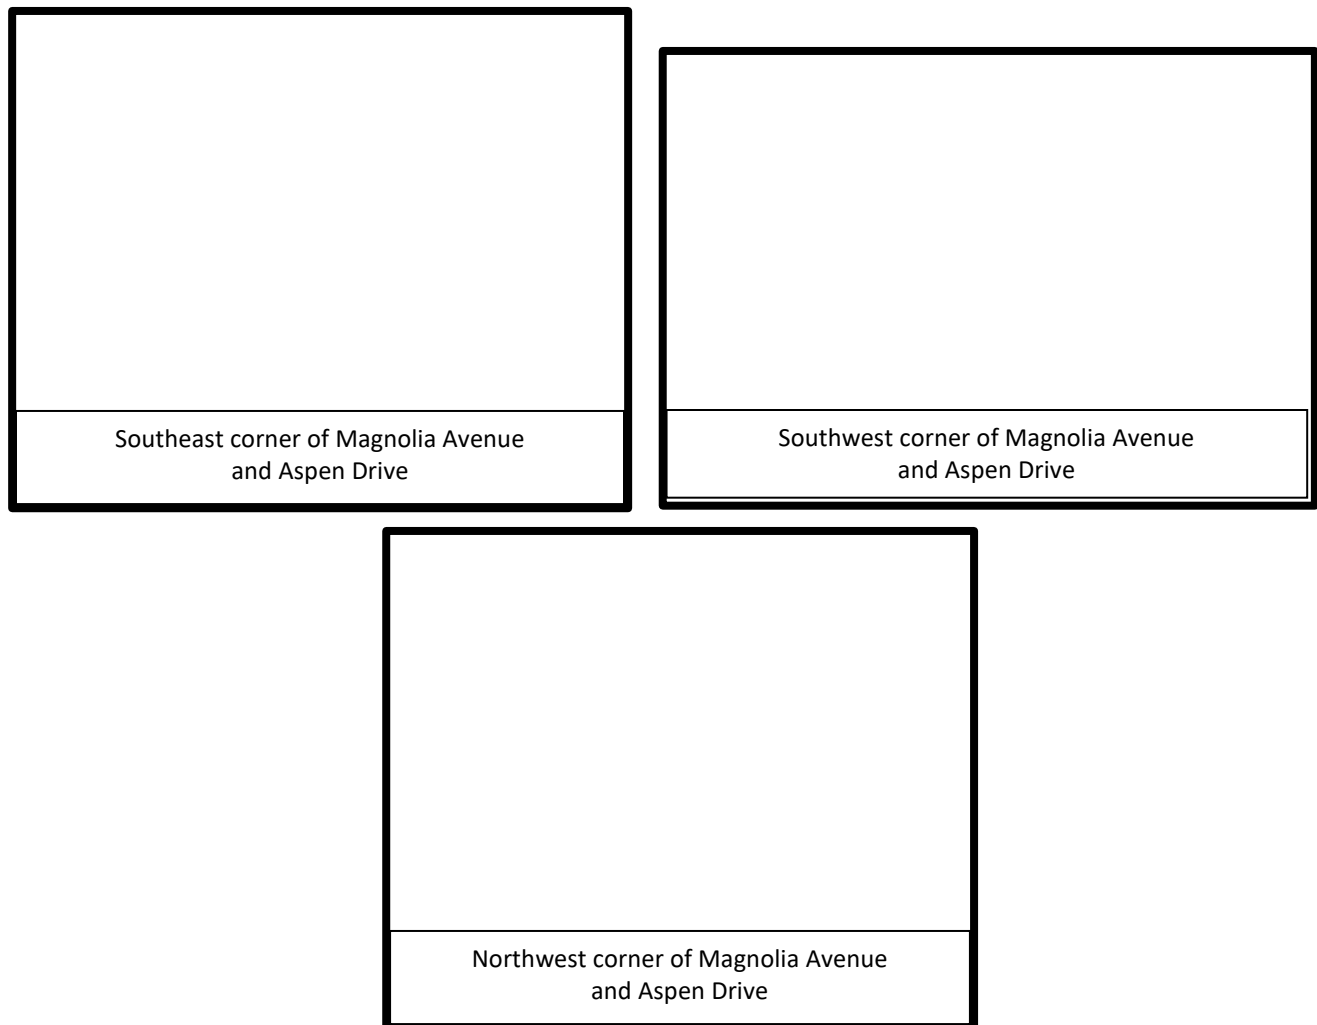 Southeast corner of Magnolia Avenue
and Aspen Drive
Southwest corner of Magnolia Avenue
and Aspen Drive
Northwest corner of Magnolia Avenue
and Aspen Drive